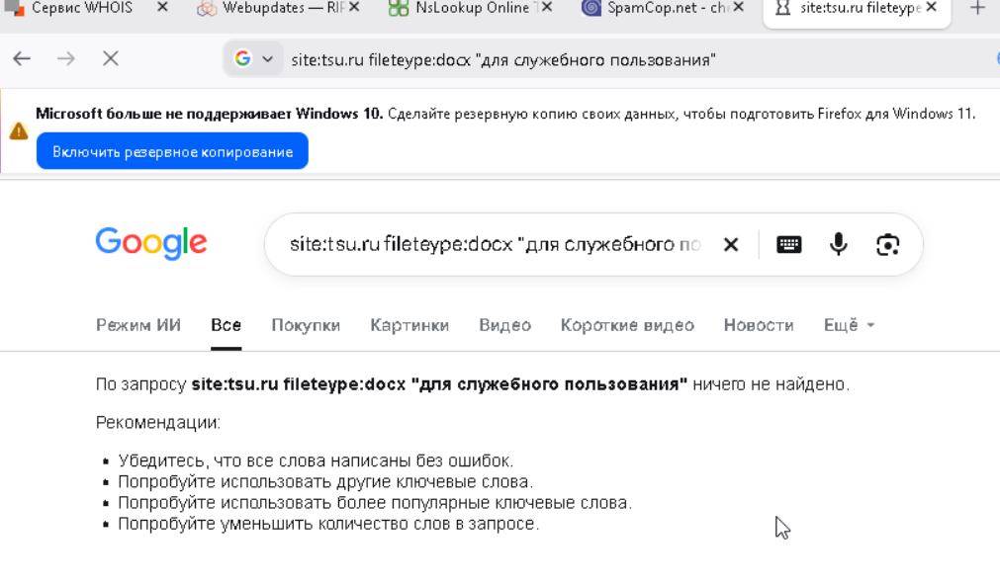 Сервис WHOIS
Webupdates — RIP
NsLookup Online T
SpamCop.net - che
site:tsu.ru fileteype
site:tsu.ru fileteype:docx "для служебного пользования"
Microsoft больше не поддерживает Windows 10. Сделайте резервную копию своих данных, чтобы подготовить Firefox для Windows 11.
Включить резервное копирование
Google
site:tsu.ru fileteype:docx "для служебного по
Режим ИИ Все Покупки Картинки Видео Короткие видео Новости Ещё
По запросу site:tsu.ru fileteype:docx "для служебного пользования" ничего не найдено.
Рекомендации:
Убедитесь, что все слова написаны без ошибок.
Попробуйте использовать другие ключевые слова.
Попробуйте использовать более популярные ключевые слова.
Попробуйте уменьшить количество слов в запросе.